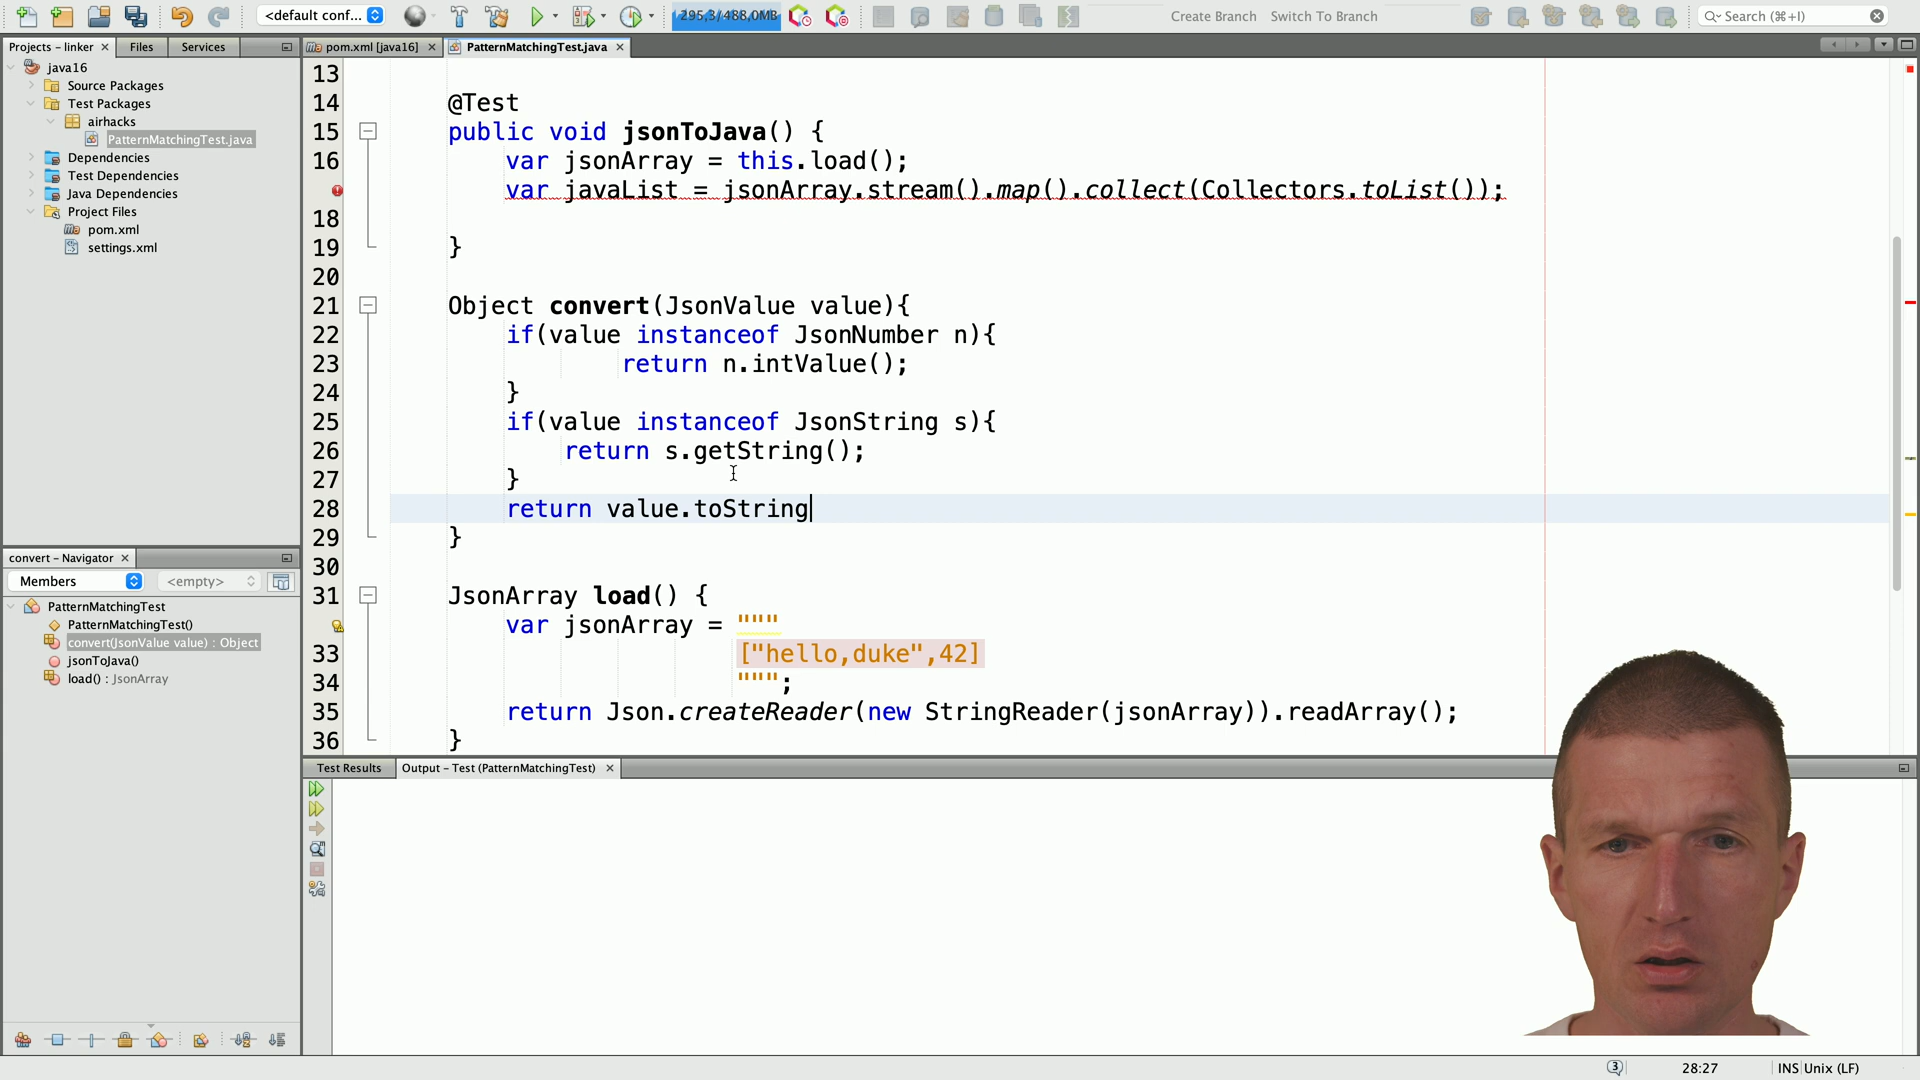 <default conf...
295,3/488,0MB
Create Branch
Switch To Branch
Search (⌘+I)
Projects – linker
Files
Services
pom.xml [java16]
PatternMatchingTest.java
java16
Source Packages
Test Packages
airhacks
PatternMatchingTest.java
Dependencies
Test Dependencies
Java Dependencies
Project Files
pom.xml
settings.xml
convert – Navigator
Members
<empty>
PatternMatchingTest
PatternMatchingTest()
convert(JsonValue value) : Object
jsonToJava()
load() : JsonArray
13
14 @Test
15 public void jsonToJava() {
16 var jsonArray = this.load();
var javaList = jsonArray.stream().map().collect(Collectors.toList());
18
19 }
20
21 Object convert(JsonValue value){
22 if(value instanceof JsonNumber n){
23 return n.intValue();
24 }
25 if(value instanceof JsonString s){
26 return s.getString();
27 }
28 return value.toString
29 }
30
31 JsonArray load() {
var jsonArray = """
33 ["hello,duke",42]
34 """;
35 return Json.createReader(new StringReader(jsonArray)).readArray();
36 }
Test Results
Output – Test (PatternMatchingTest)
3
28:27
INS
Unix (LF)